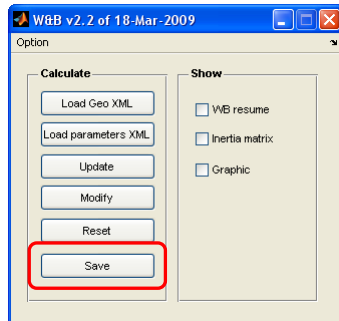 W&B v2.2 of 18-Mar-2009
Option
Calculate
Load Geo XML
Load parameters XML
Update
Modify
Reset
Save
Show
WB resume
Inertia matrix
Graphic